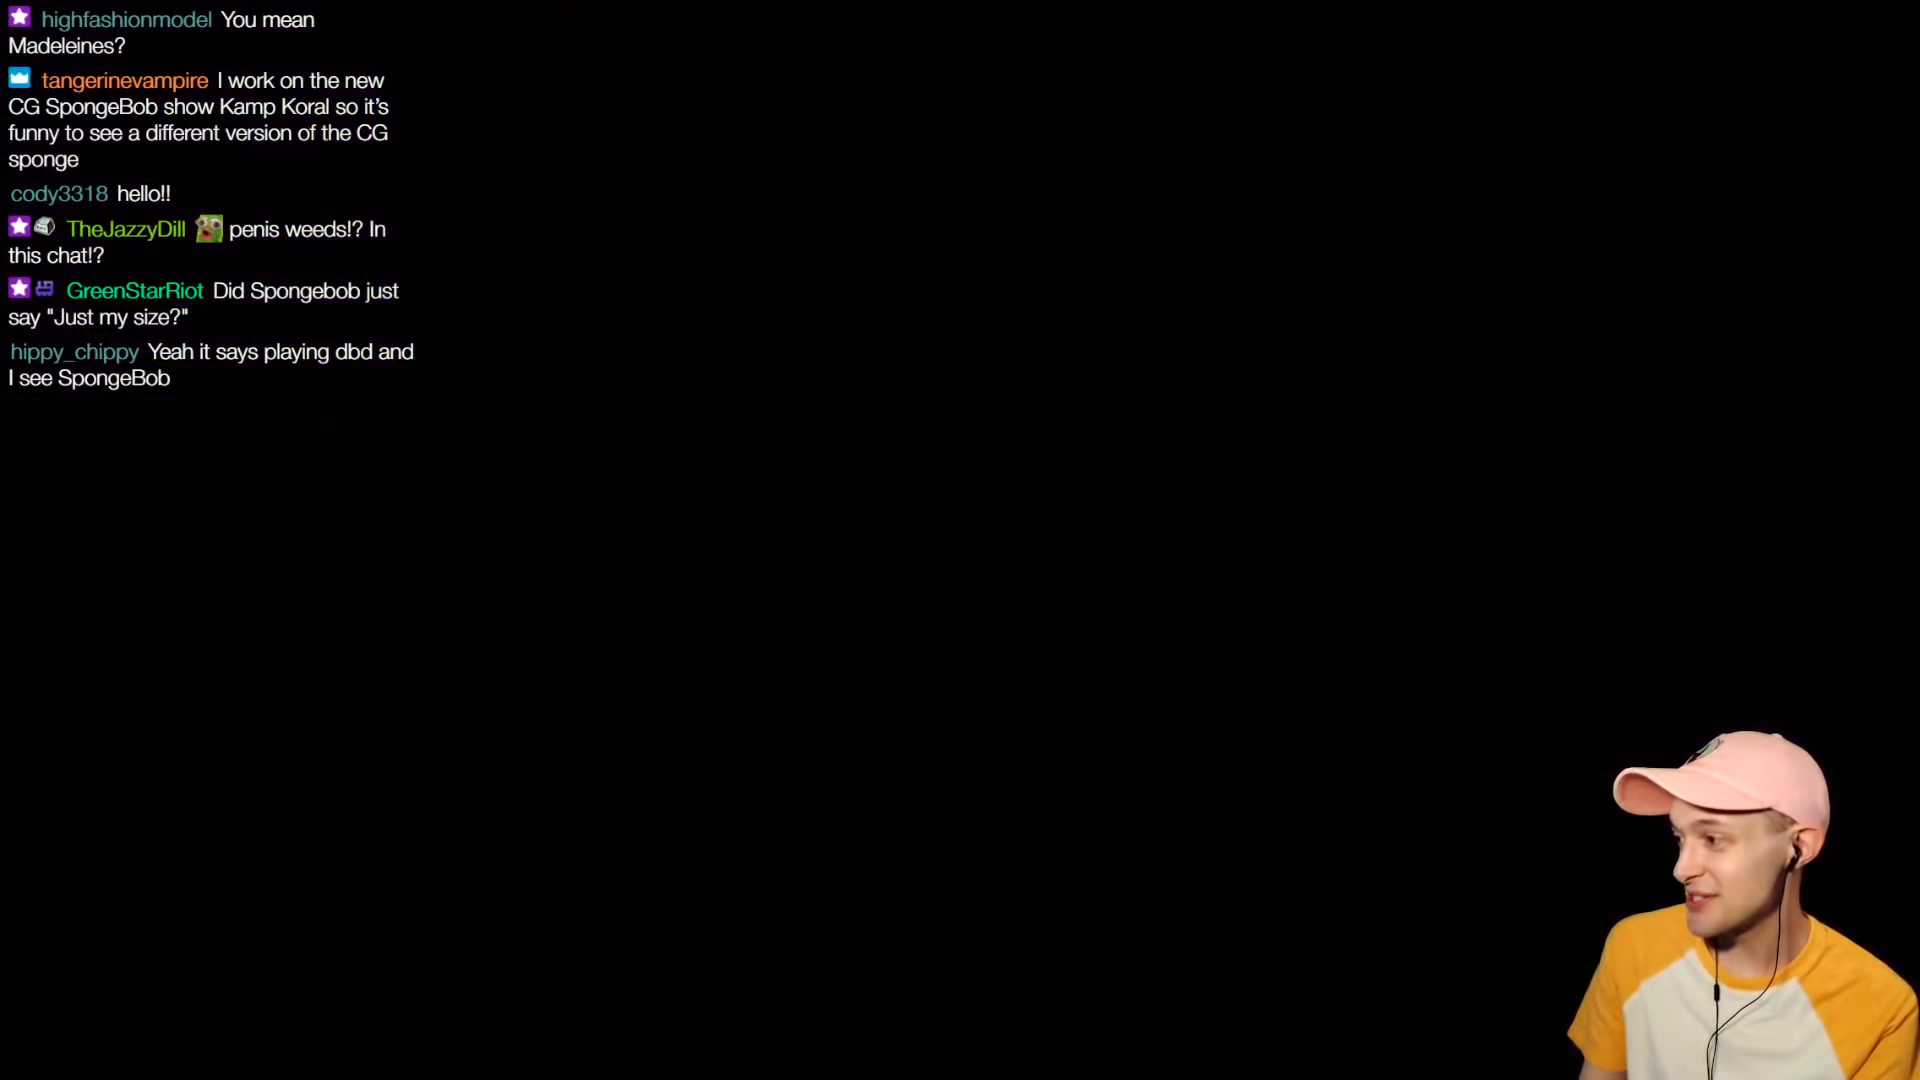 highfashionmodel You mean
Madeleines?
tangerinevampire I work on the new
CG SpongeBob show Kamp Koral so it’s
funny to see a different version of the CG
sponge
cody3318 hello!!
TheJazzyDill penis weeds!? In
this chat!?
GreenStarRiot Did Spongebob just
say "Just my size?"
hippy_chippy Yeah it says playing dbd and
I see SpongeBob